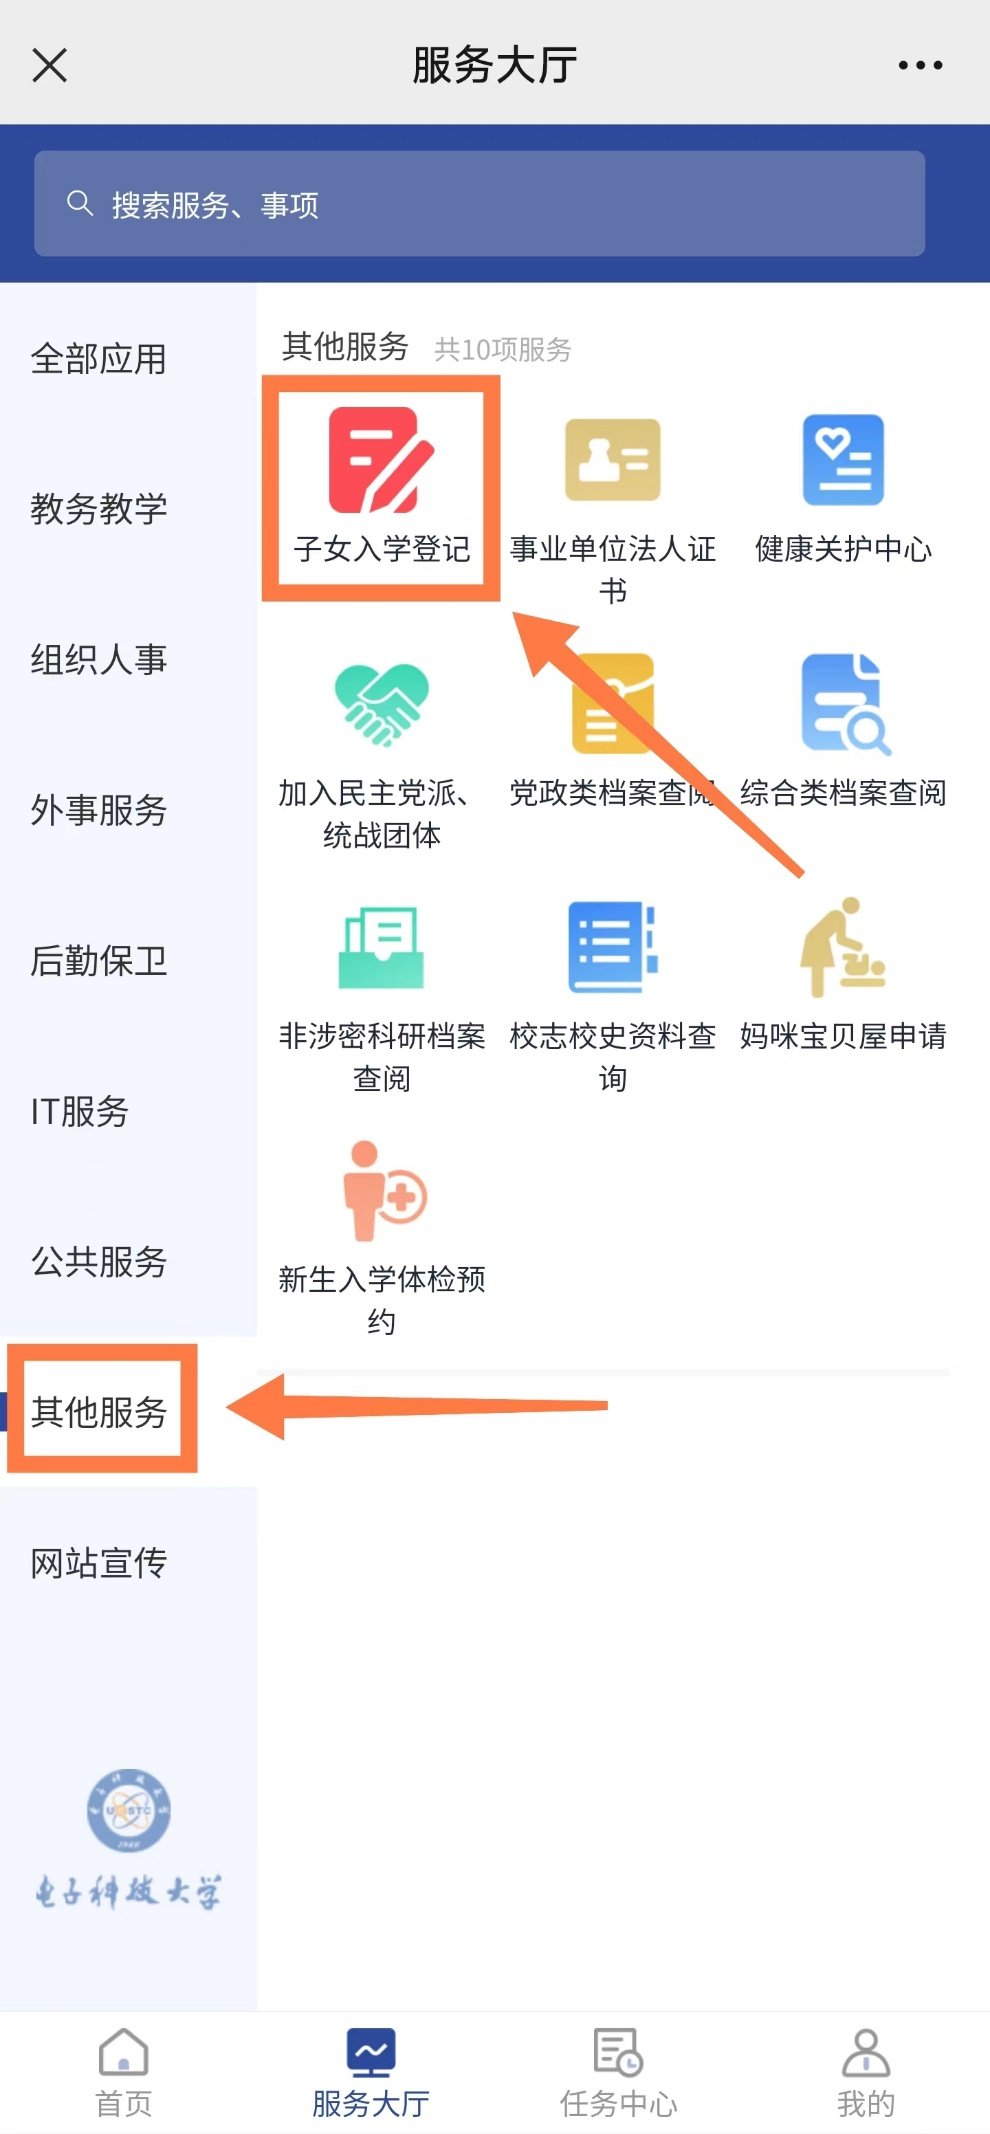 服务大厅
搜索服务、事项
全部应用
教务教学
组织人事
外事服务
后勤保卫
IT服务
公共服务
其他服务
网站宣传
电子科技大学
其他服务 共10项服务
子女入学登记
事业单位法人证
书
健康关护中心
加入民主党派、
统战团体
党政类档案查阅
综合类档案查阅
非涉密科研档案
查阅
校志校史资料查
询
妈咪宝贝屋申请
新生入学体检预
约
首页
服务大厅
任务中心
我的